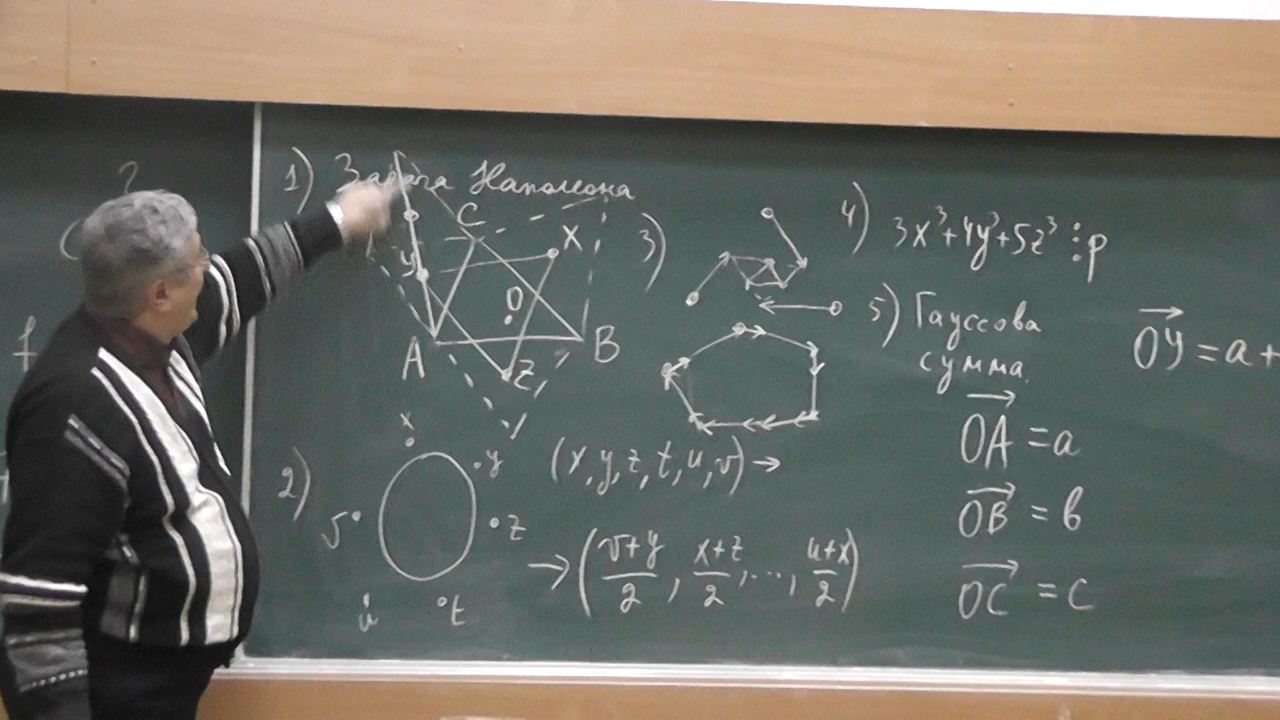 1) Задача Наполеона
C
X
y
O
A
B
Z
2)
x
y
z
t
u
v
(x,y,z,t,u,v) →
→ ((v+y)/2, (x+z)/2, ..., (u+x)/2)
3)
4) 3x³+4y³+5z³ ⋮ p
5) Гауссова
сумма.
OA = a
OB = b
OC = c
OY = a +